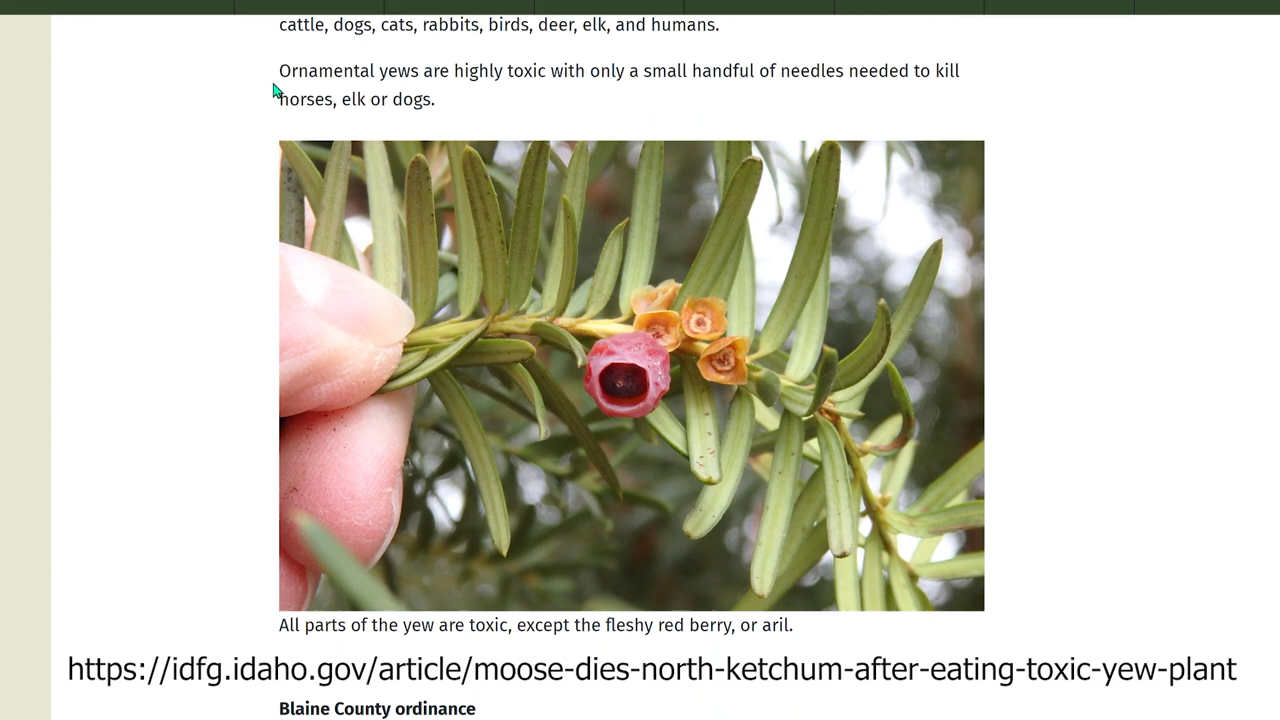 cattle, dogs, cats, rabbits, birds, deer, elk, and humans.
Ornamental yews are highly toxic with only a small handful of needles needed to kill
horses, elk or dogs.
All parts of the yew are toxic, except the fleshy red berry, or aril.
https://idfg.idaho.gov/article/moose-dies-north-ketchum-after-eating-toxic-yew-plant
Blaine County ordinance